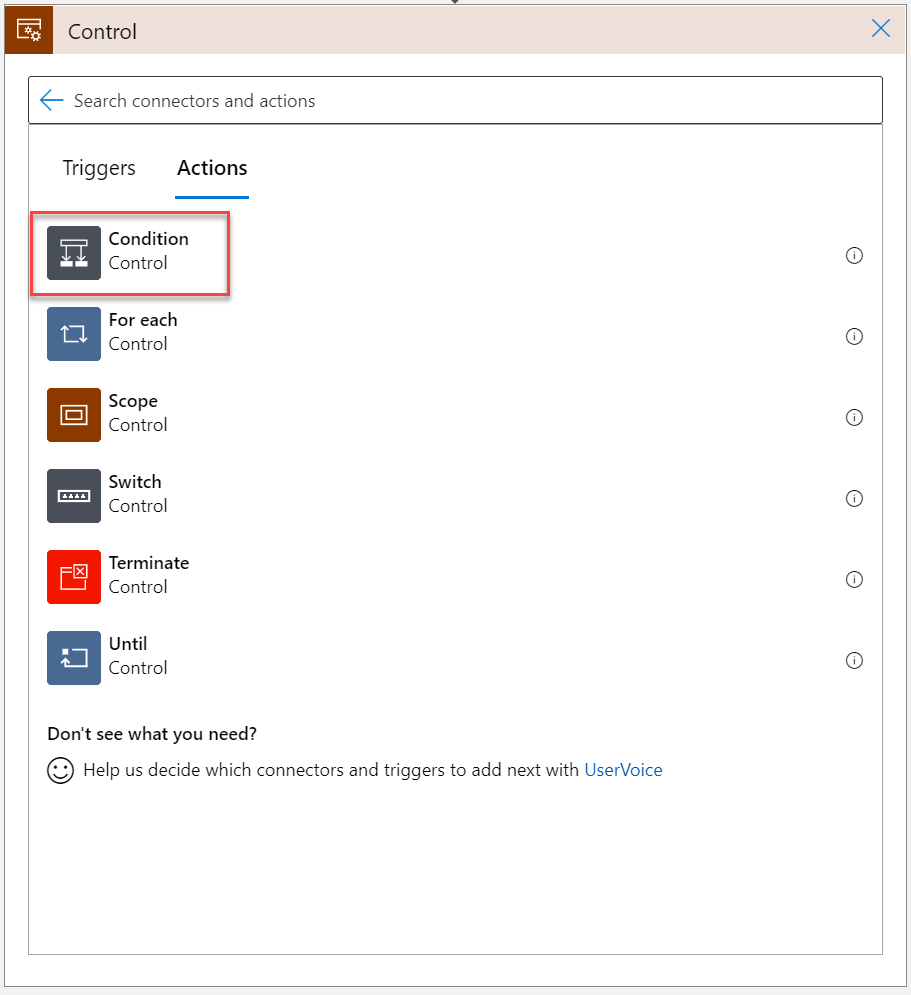 Control
Search connectors and actions
Triggers
Actions
Condition
Control
For each
Control
Scope
Control
Switch
Control
Terminate
Control
Until
Control
Don't see what you need?
Help us decide which connectors and triggers to add next with UserVoice